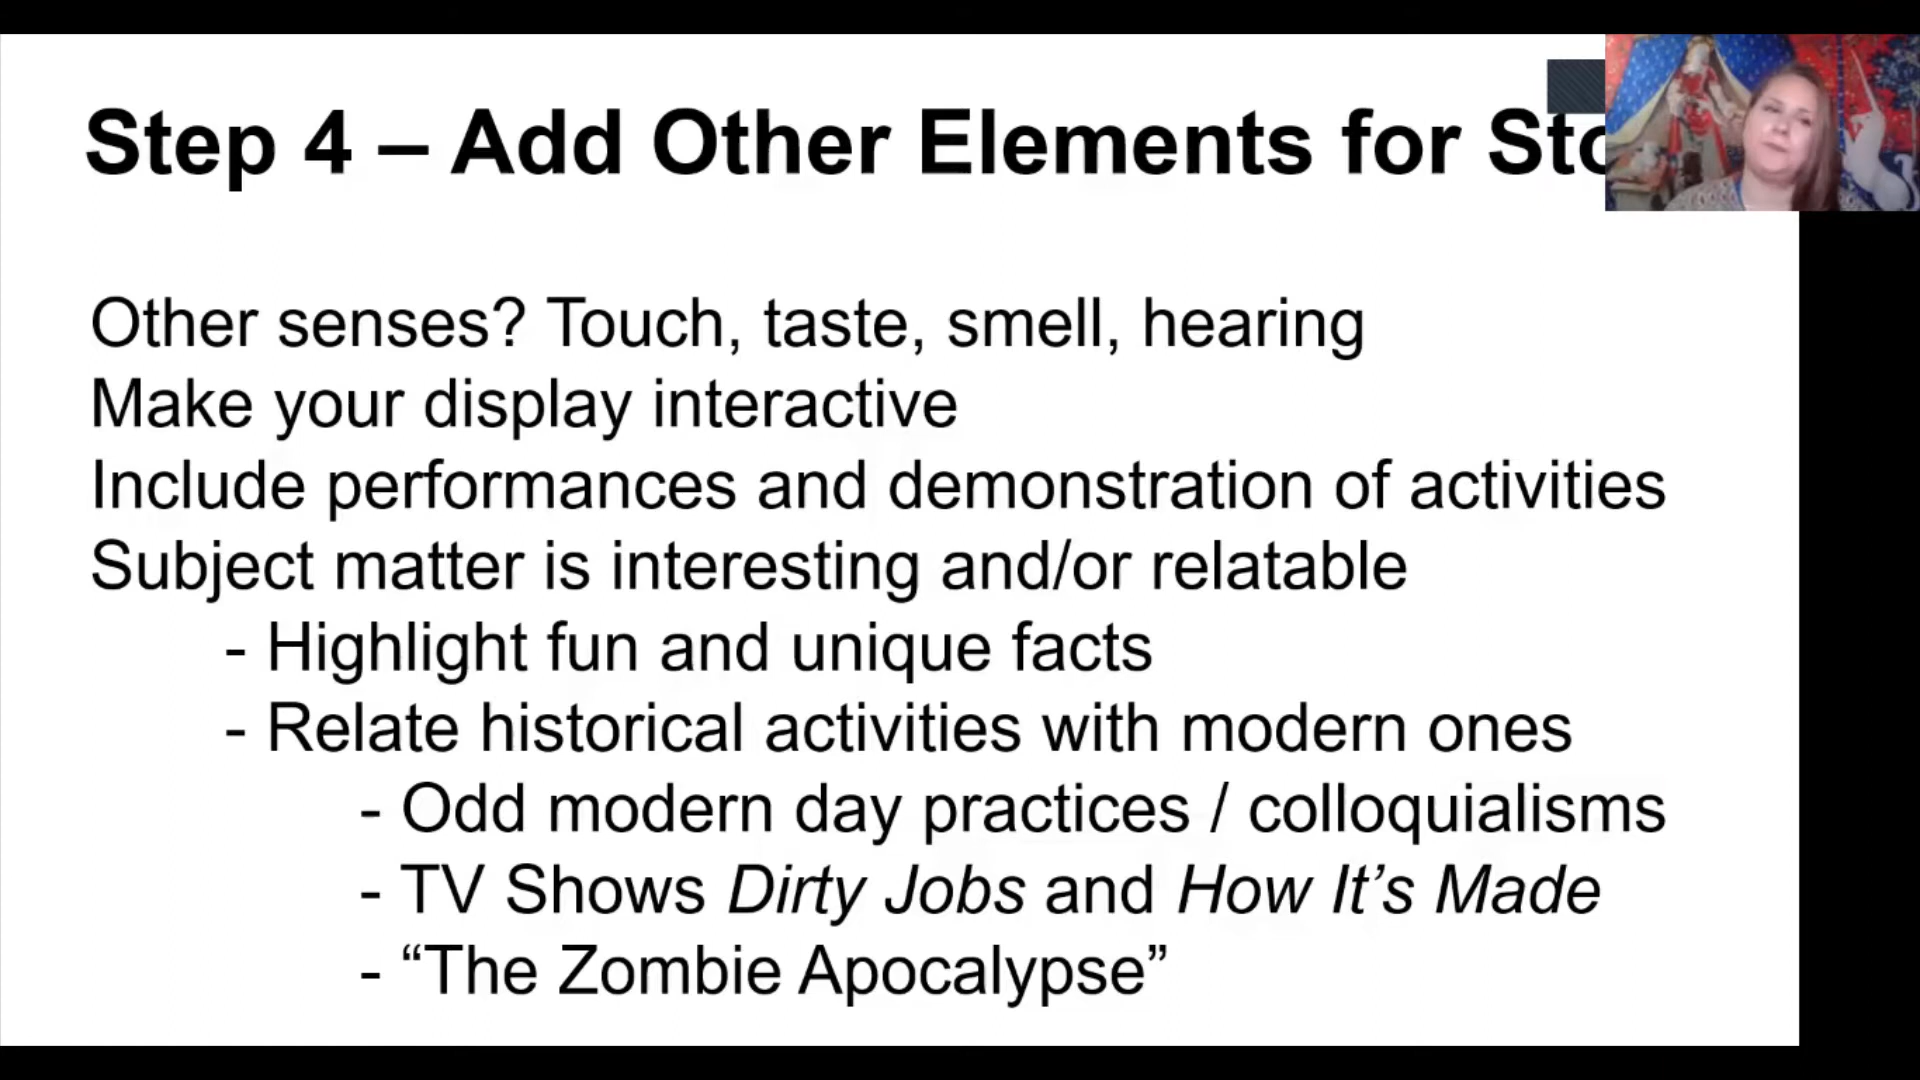 Step 4 – Add Other Elements for
Other senses? Touch, taste, smell, hearing
Make your display interactive
Include performances and demonstration of activities
Subject matter is interesting and/or relatable
- Highlight fun and unique facts
- Relate historical activities with modern ones
- Odd modern day practices / colloquialisms
- TV Shows Dirty Jobs and How It’s Made
- “The Zombie Apocalypse”